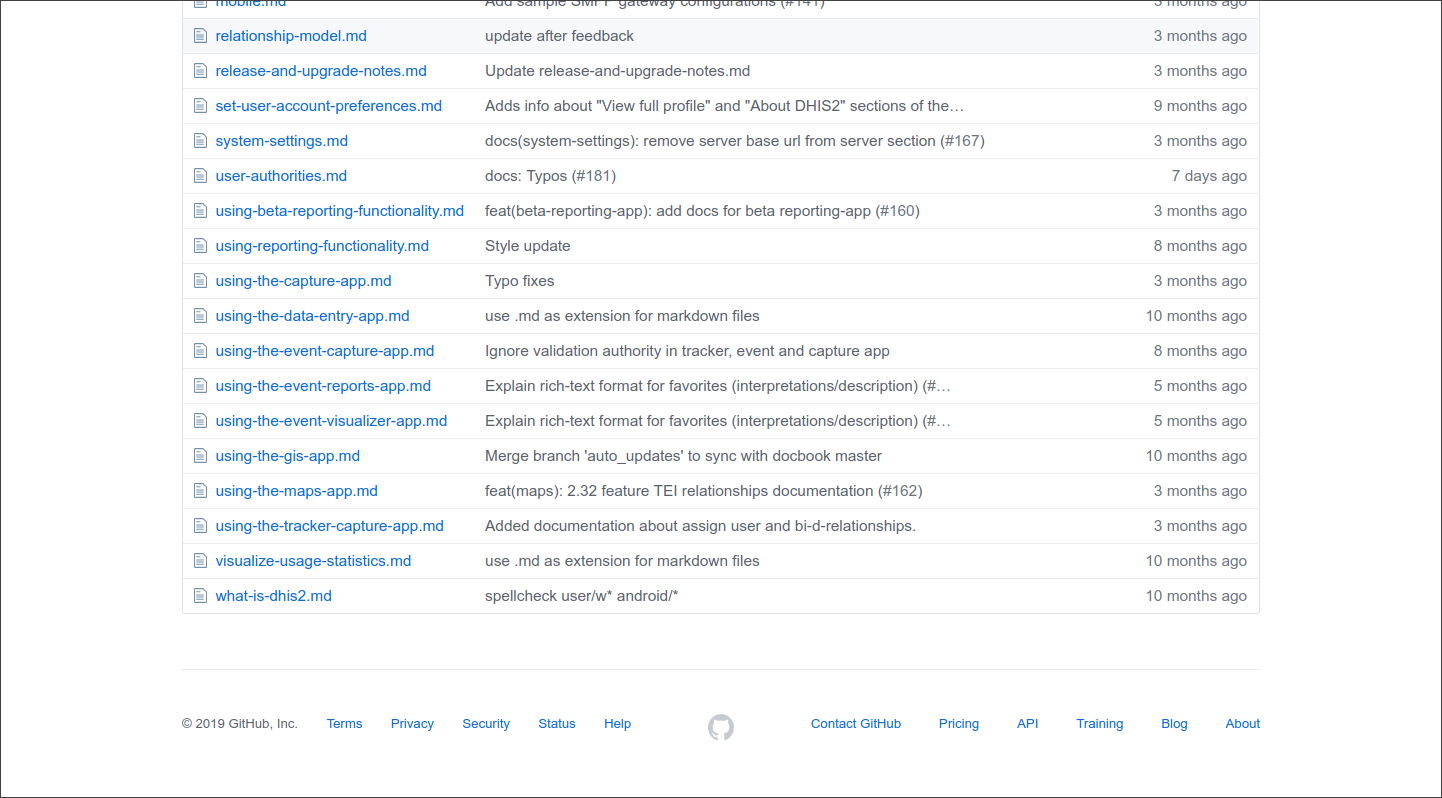 mobile.md Add sample SMPP gateway configurations (#141) 3 months ago
relationship-model.md update after feedback 3 months ago
release-and-upgrade-notes.md Update release-and-upgrade-notes.md 3 months ago
set-user-account-preferences.md Adds info about "View full profile" and "About DHIS2" sections of the… 9 months ago
system-settings.md docs(system-settings): remove server base url from server section (#167) 3 months ago
user-authorities.md docs: Typos (#181) 7 days ago
using-beta-reporting-functionality.md feat(beta-reporting-app): add docs for beta reporting-app (#160) 3 months ago
using-reporting-functionality.md Style update 8 months ago
using-the-capture-app.md Typo fixes 3 months ago
using-the-data-entry-app.md use .md as extension for markdown files 10 months ago
using-the-event-capture-app.md Ignore validation authority in tracker, event and capture app 8 months ago
using-the-event-reports-app.md Explain rich-text format for favorites (interpretations/description) (#… 5 months ago
using-the-event-visualizer-app.md Explain rich-text format for favorites (interpretations/description) (#… 5 months ago
using-the-gis-app.md Merge branch 'auto_updates' to sync with docbook master 10 months ago
using-the-maps-app.md feat(maps): 2.32 feature TEI relationships documentation (#162) 3 months ago
using-the-tracker-capture-app.md Added documentation about assign user and bi-d-relationships. 3 months ago
visualize-usage-statistics.md use .md as extension for markdown files 10 months ago
what-is-dhis2.md spellcheck user/w* android/* 10 months ago
© 2019 GitHub, Inc. Terms Privacy Security Status Help Contact GitHub Pricing API Training Blog About